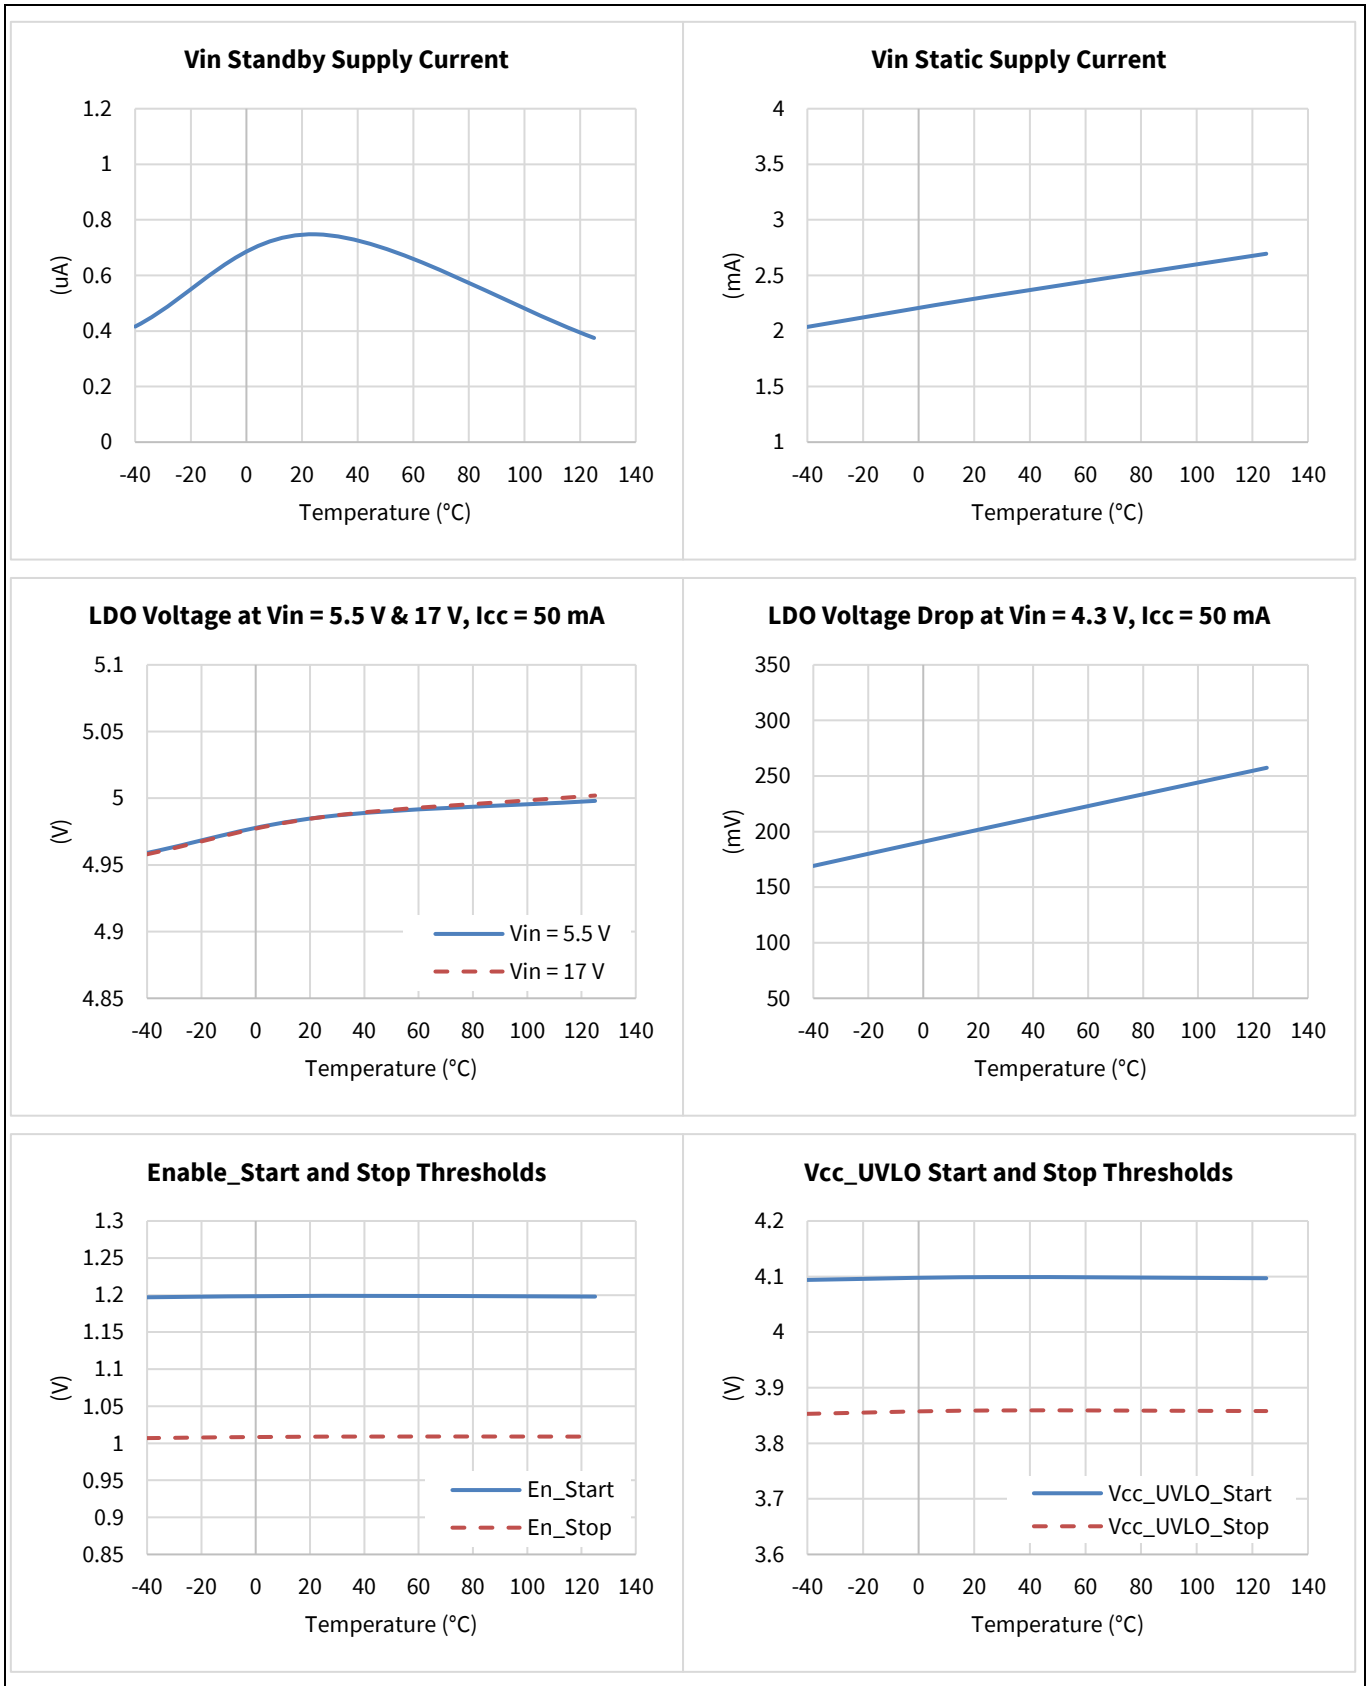 Vin Standby Supply Current
1.2
1
0.8
0.6
0.4
0.2
0
(uA)
-40 -20 0 20 40 60 80 100 120 140
Temperature (°C)
Vin Static Supply Current
4
3.5
3
2.5
2
1.5
1
(mA)
-40 -20 0 20 40 60 80 100 120 140
Temperature (°C)
LDO Voltage at Vin = 5.5 V & 17 V, Icc = 50 mA
5.1
5.05
5
4.95
4.9
4.85
(V)
Vin = 5.5 V
Vin = 17 V
-40 -20 0 20 40 60 80 100 120 140
Temperature (°C)
LDO Voltage Drop at Vin = 4.3 V, Icc = 50 mA
350
300
250
200
150
100
50
(mV)
-40 -20 0 20 40 60 80 100 120 140
Temperature (°C)
Enable_Start and Stop Thresholds
1.3
1.25
1.2
1.15
1.1
1.05
1
0.95
0.9
0.85
(V)
En_Start
En_Stop
-40 -20 0 20 40 60 80 100 120 140
Temperature (°C)
Vcc_UVLO Start and Stop Thresholds
4.2
4.1
4
3.9
3.8
3.7
3.6
(V)
Vcc_UVLO_Start
Vcc_UVLO_Stop
-40 -20 0 20 40 60 80 100 120 140
Temperature (°C)